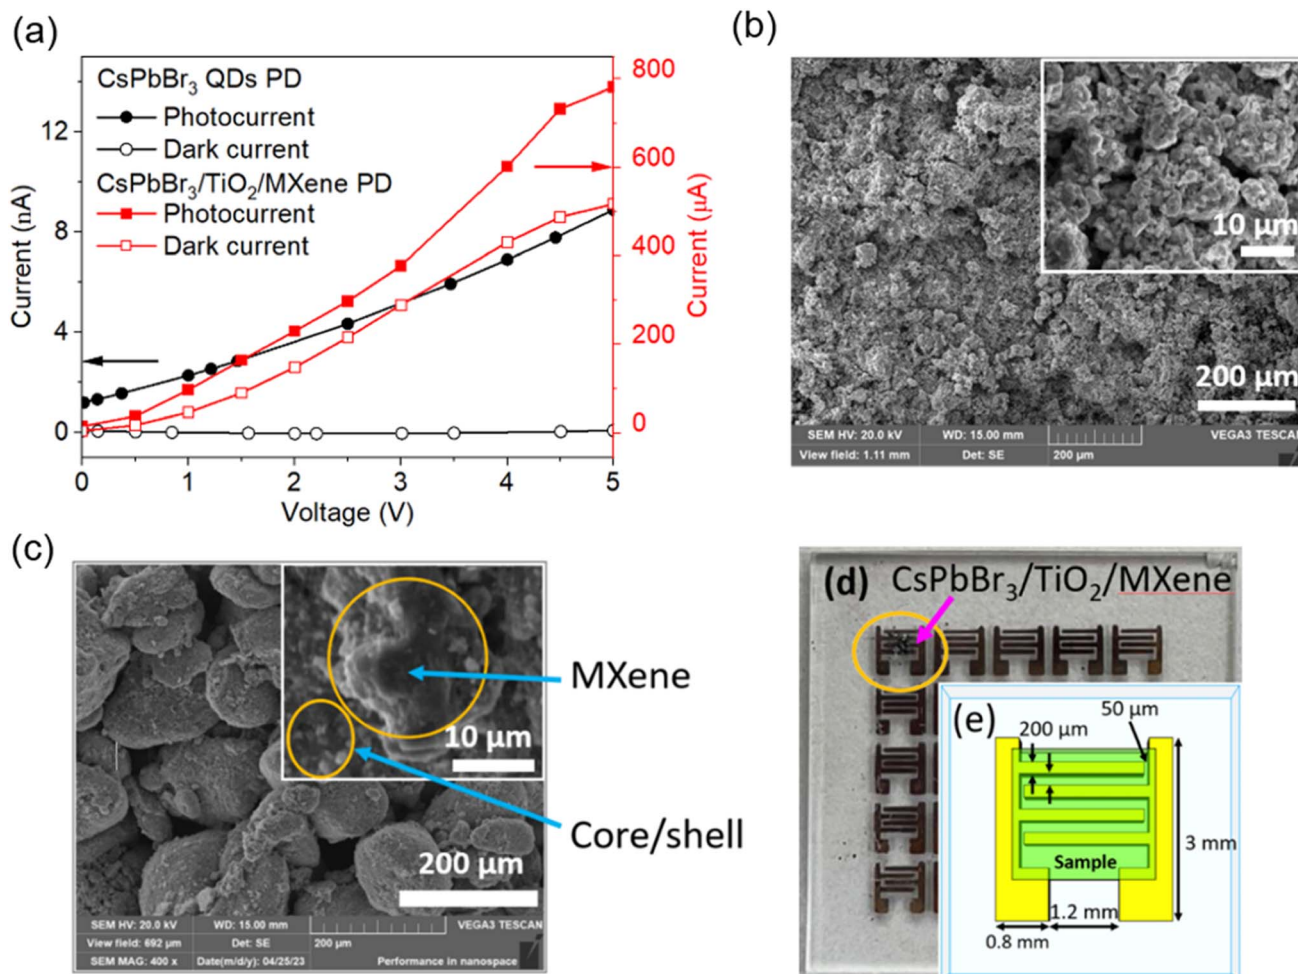 (a)
CsPbBr₃ QDs PD
Photocurrent
Dark current
CsPbBr₃/TiO₂/MXene PD
Photocurrent
Dark current
Current (nA)
12
8
4
0
Current (μA)
800
600
400
200
0
0 1 2 3 4 5
Voltage (V)
(b)
10 μm
200 μm
SEM HV: 20.0 kV WD: 15.00 mm VEGA3 TESCAN
View field: 1.11 mm Det: SE 200 μm
(c)
10 μm
MXene
Core/shell
200 μm
SEM HV: 20.0 kV WD: 15.00 mm VEGA3 TESCAN
View field: 692 μm Det: SE 200 μm
SEM MAG: 400 x Date(m/d/y): 04/25/23 Performance in nanospace
(d) CsPbBr₃/TiO₂/MXene
(e)
50 μm
200 μm
3 mm
Sample
1.2 mm
0.8 mm